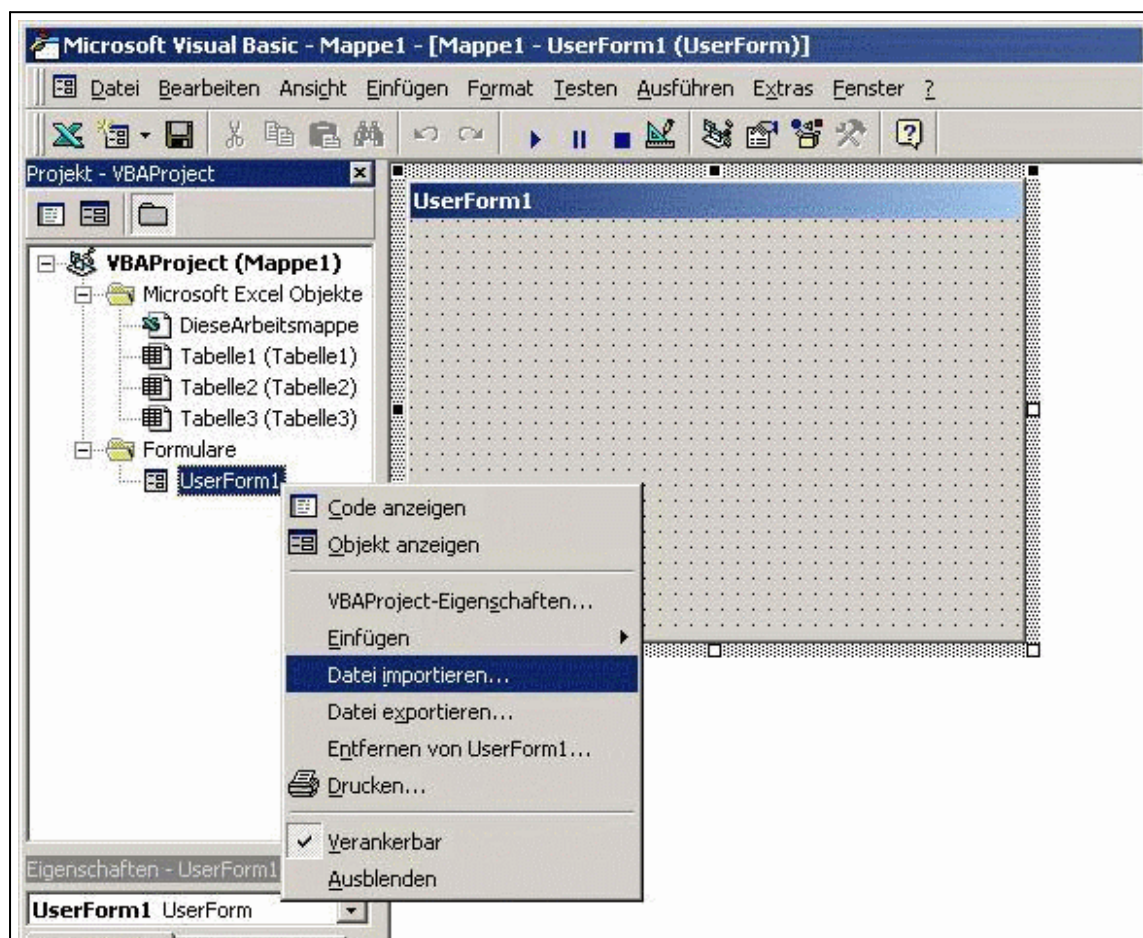 Microsoft Visual Basic - Mappe1 - [Mappe1 - UserForm1 (UserForm)]
Datei Bearbeiten Ansicht Einfügen Format Testen Ausführen Extras Fenster ?
Projekt - VBAProject
UserForm1
VBAProject (Mappe1)
Microsoft Excel Objekte
DieseArbeitsmappe
Tabelle1 (Tabelle1)
Tabelle2 (Tabelle2)
Tabelle3 (Tabelle3)
Formulare
UserForm1
Code anzeigen
Objekt anzeigen
VBAProject-Eigenschaften...
Einfügen
Datei importieren...
Datei exportieren...
Entfernen von UserForm1...
Drucken...
Verankerbar
Ausblenden
Eigenschaften - UserForm1
UserForm1 UserForm